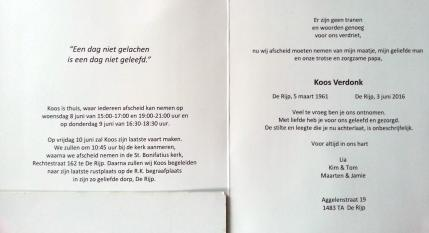 "Een dag niet gelachen
is een dag niet geleefd."
Koos is thuis, waar iedereen afscheid kan nemen op
woensdag 8 juni van 15:00-17:00 en 19:00-21:00 uur en
op donderdag 9 juni van 16:30-18:30 uur.
Op vrijdag 10 juni zal Koos zijn laatste vaart maken.
We zullen om 10:45 uur bij de kerk aanmeren,
waarna we afscheid nemen in de St. Bonifatius kerk,
Rechtestraat 162 te De Rijp. Daarna zullen wij Koos begeleiden
naar zijn laatste rustplaats op de R.K. begraafplaats
in zijn zo geliefde dorp, De Rijp.
Er zijn geen tranen
en woorden genoeg
voor ons verdriet,
nu wij afscheid moeten nemen van mijn maatje, mijn geliefde man
en onze trotse en zorgzame papa,
Koos Verdonk
De Rijp, 5 maart 1961 De Rijp, 3 juni 2016
Veel te vroeg ben je ons ontnomen.
Met liefde heb je voor ons geleefd en gezorgd.
De stilte en leegte die je nu achterlaat, is onbeschrijfelijk.
Voor altijd in ons hart
Lia
Kim & Tom
Maarten & Jamie
Aggelenstraat 19
1483 TA De Rijp